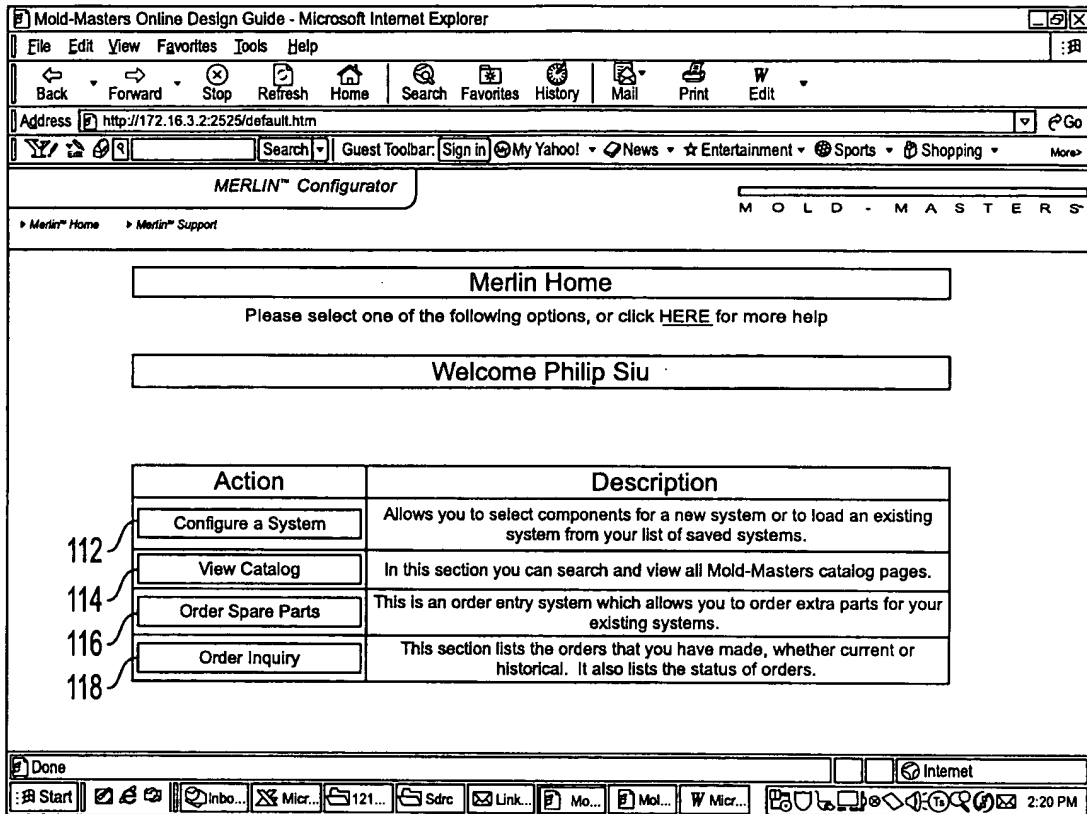 Mold-Masters Online Design Guide - Microsoft Internet Explorer
File Edit View Favorites Tools Help
Back Forward Stop Refresh Home Search Favorites History Mail Print Edit
Address http://172.16.3.2:2525/default.htm Go
Search Guest Toolbar: Sign in My Yahoo! News Entertainment Sports Shopping More>
MERLIN™ Configurator
MOLD-MASTERS
Merlin™ Home Merlin™ Support
Merlin Home
Please select one of the following options, or click HERE for more help
Welcome Philip Siu
Action Description
112 Configure a System Allows you to select components for a new system or to load an existing
system from your list of saved systems.
114 View Catalog In this section you can search and view all Mold-Masters catalog pages.
116 Order Spare Parts This is an order entry system which allows you to order extra parts for your
existing systems.
118 Order Inquiry This section lists the orders that you have made, whether current or
historical. It also lists the status of orders.
Done Internet
Start Inbo... Micr... 121... Sdrc Link... Mo... Mol... W Micr... 2:20 PM